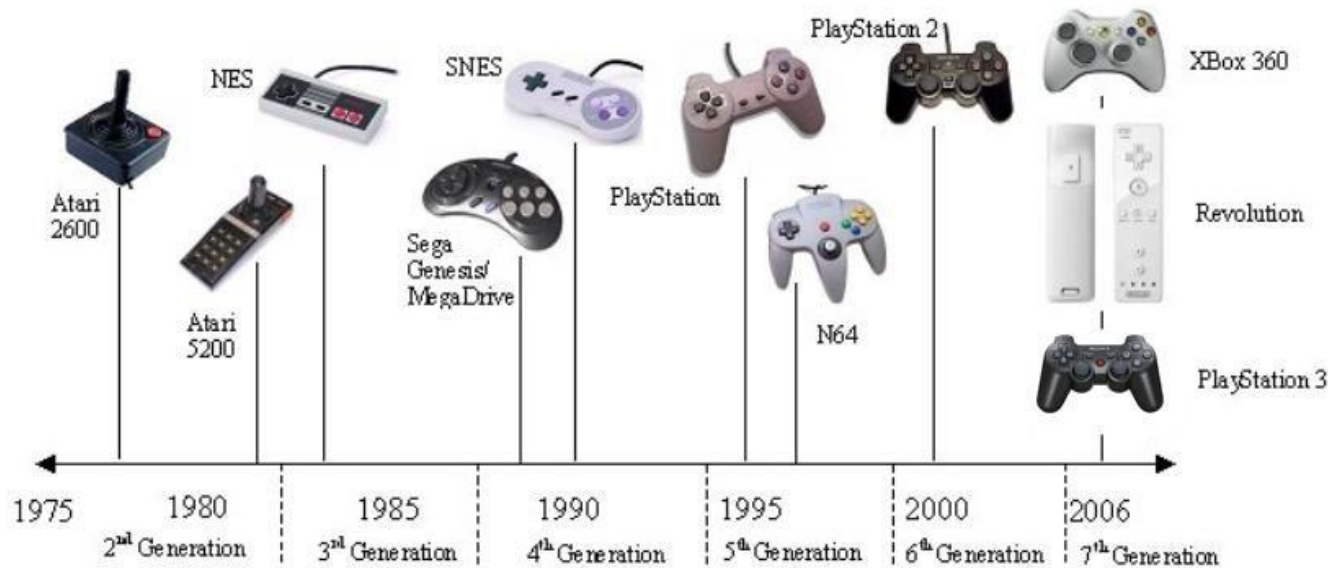 PlayStation 2
NES
SNES
XBox 360
Atari
2600
PlayStation
Revolution
Sega
Genesis/
MegaDrive
Atari
5200
N64
PlayStation 3
1975
1980
1985
1990
1995
2000
2006
2nd Generation
3rd Generation
4th Generation
5th Generation
6th Generation
7th Generation